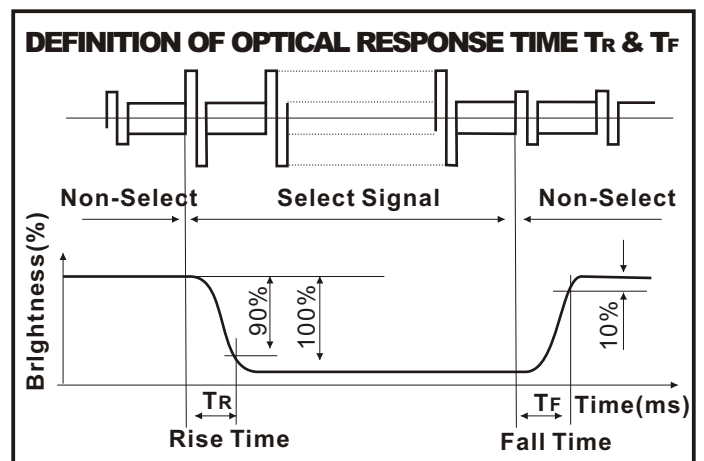 DEFINITION OF OPTICAL RESPONSE TIME TR & TF
Non-Select Select Signal Non-Select
Brightness(%)
90%
100%
10%
TR TF Time(ms)
Rise Time Fall Time